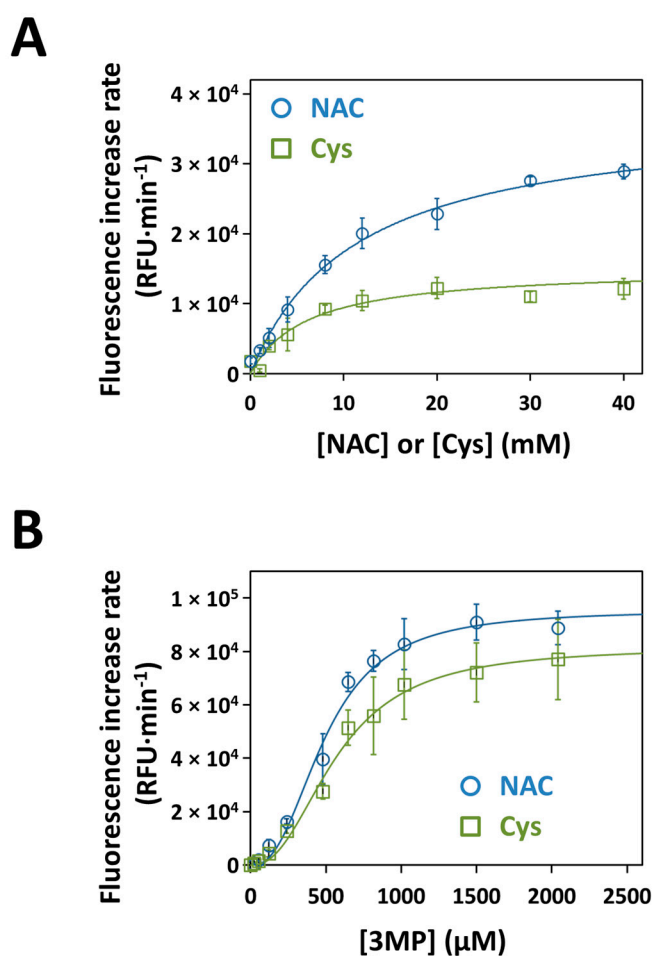 A
Fluorescence increase rate
(RFU·min⁻¹)
4 × 10⁴
3 × 10⁴
2 × 10⁴
1 × 10⁴
0
NAC
Cys
0 10 20 30 40
[NAC] or [Cys] (mM)
B
Fluorescence increase rate
(RFU·min⁻¹)
1 × 10⁵
8 × 10⁴
6 × 10⁴
4 × 10⁴
2 × 10⁴
0
NAC
Cys
0 500 1000 1500 2000 2500
[3MP] (μM)